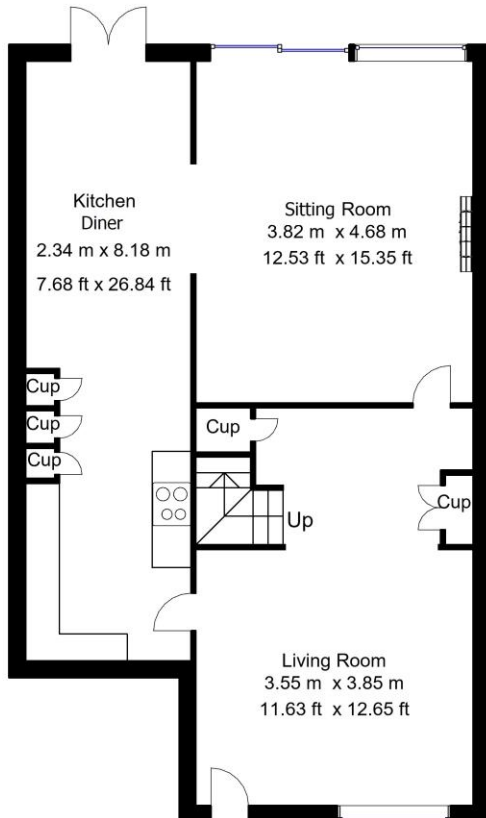 Kitchen
Diner
2.34 m x 8.18 m
7.68 ft x 26.84 ft
Sitting Room
3.82 m x 4.68 m
12.53 ft x 15.35 ft
Cup
Cup
Cup
Cup
Up
Cup
Living Room
3.55 m x 3.85 m
11.63 ft x 12.65 ft